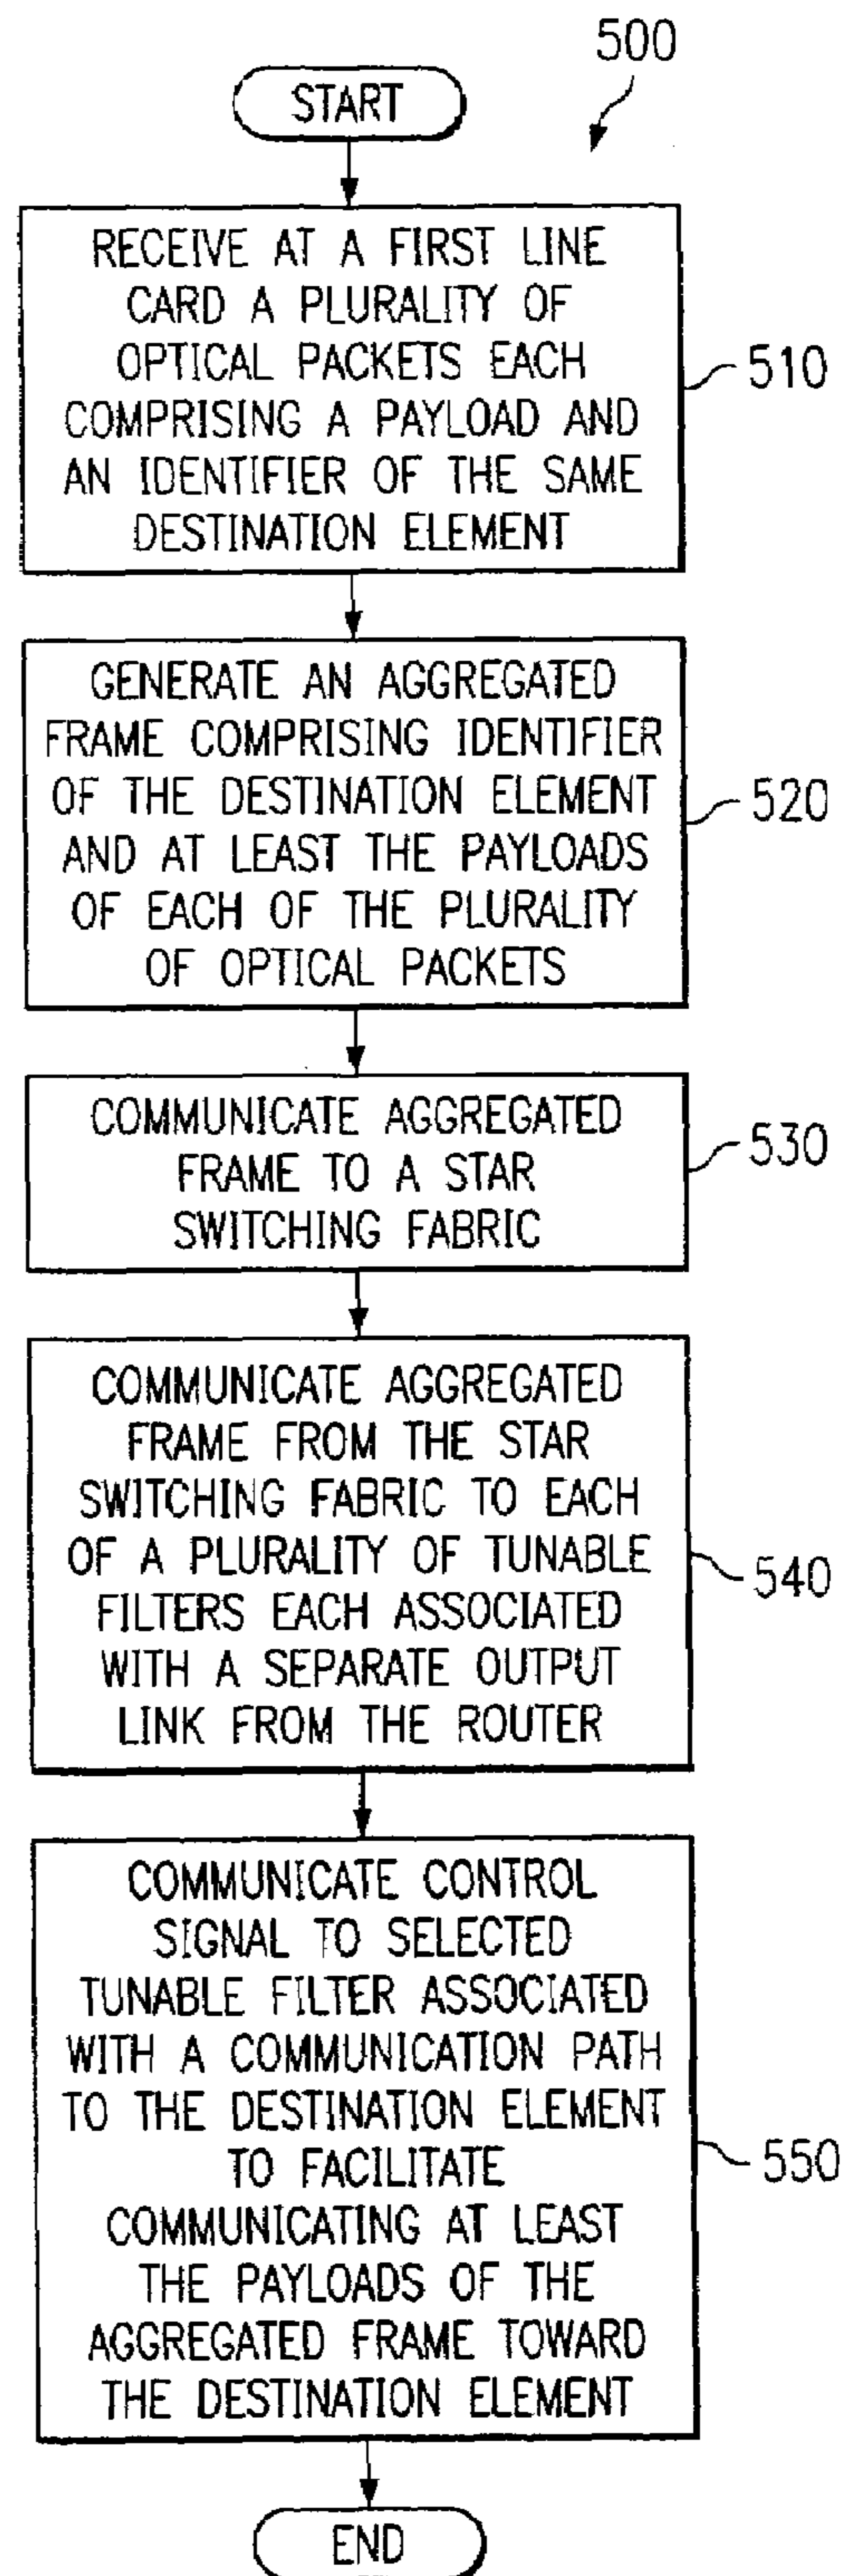 500
START
RECEIVE AT A FIRST LINE
CARD A PLURALITY OF
OPTICAL PACKETS EACH
COMPRISING A PAYLOAD AND
AN IDENTIFIER OF THE SAME
DESTINATION ELEMENT
510
GENERATE AN AGGREGATED
FRAME COMPRISING IDENTIFIER
OF THE DESTINATION ELEMENT
AND AT LEAST THE PAYLOADS
OF EACH OF THE PLURALITY
OF OPTICAL PACKETS
520
COMMUNICATE AGGREGATED
FRAME TO A STAR
SWITCHING FABRIC
530
COMMUNICATE AGGREGATED
FRAME FROM THE STAR
SWITCHING FABRIC TO EACH
OF A PLURALITY OF TUNABLE
FILTERS EACH ASSOCIATED
WITH A SEPARATE OUTPUT
LINK FROM THE ROUTER
540
COMMUNICATE CONTROL
SIGNAL TO SELECTED
TUNABLE FILTER ASSOCIATED
WITH A COMMUNICATION PATH
TO THE DESTINATION ELEMENT
TO FACILITATE
COMMUNICATING AT LEAST
THE PAYLOADS OF THE
AGGREGATED FRAME TOWARD
THE DESTINATION ELEMENT
550
END